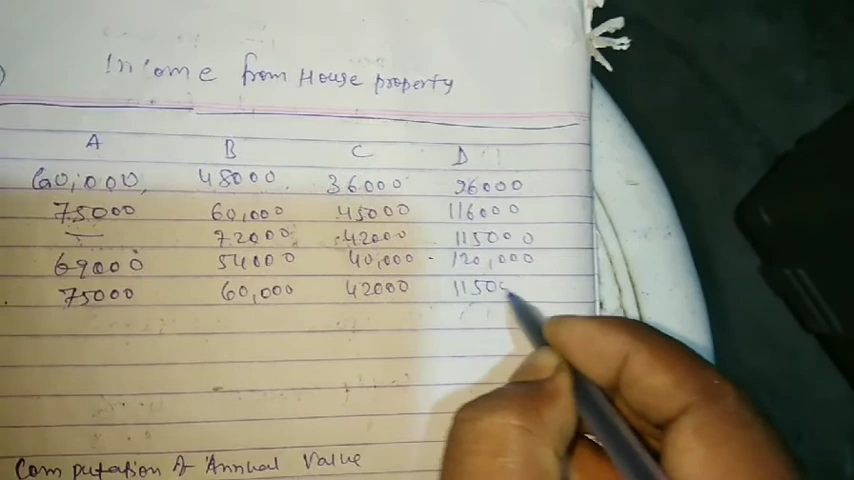 Income from House property
A B C D
60,000 48000 36000 96000
75000 60,000 45000 116000
— 72000 42000 115000
69000 54000 40,000 120,000
75000 60,000 42000 1150
Computation of Annual Value